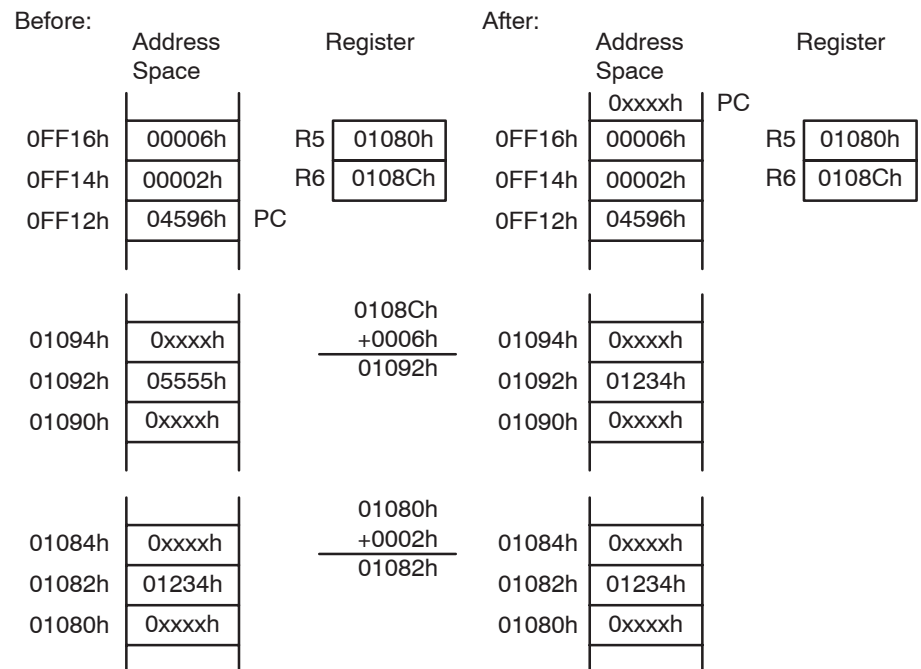 Before:
Address
Space
Register
0FF16h 00006h R5 01080h
0FF14h 00002h R6 0108Ch
0FF12h 04596h PC
0108Ch
01094h 0xxxxh +0006h
01092h 05555h 01092h
01090h 0xxxxh
01080h
01084h 0xxxxh +0002h
01082h 01234h 01082h
01080h 0xxxxh
After:
Address
Space
Register
0xxxxh PC
0FF16h 00006h R5 01080h
0FF14h 00002h R6 0108Ch
0FF12h 04596h
01094h 0xxxxh
01092h 01234h
01090h 0xxxxh
01084h 0xxxxh
01082h 01234h
01080h 0xxxxh